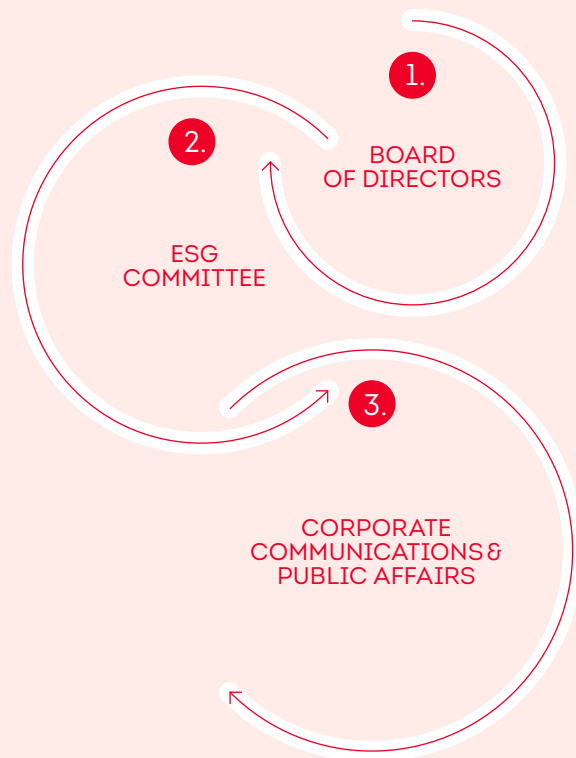 1.
BOARD
OF DIRECTORS
2.
ESG
COMMITTEE
3.
CORPORATE
COMMUNICATIONS &
PUBLIC AFFAIRS